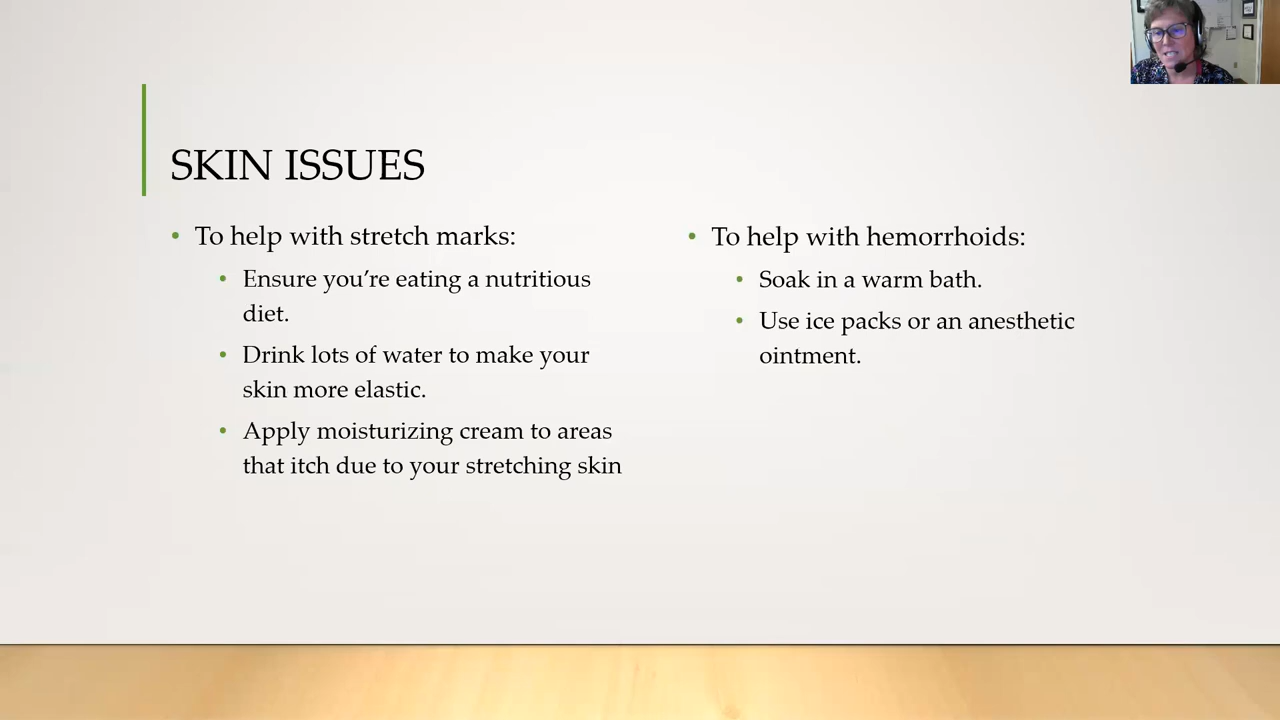 SKIN ISSUES
• To help with stretch marks:
• Ensure you’re eating a nutritious
diet.
• Drink lots of water to make your
skin more elastic.
• Apply moisturizing cream to areas
that itch due to your stretching skin
• To help with hemorrhoids:
• Soak in a warm bath.
• Use ice packs or an anesthetic
ointment.